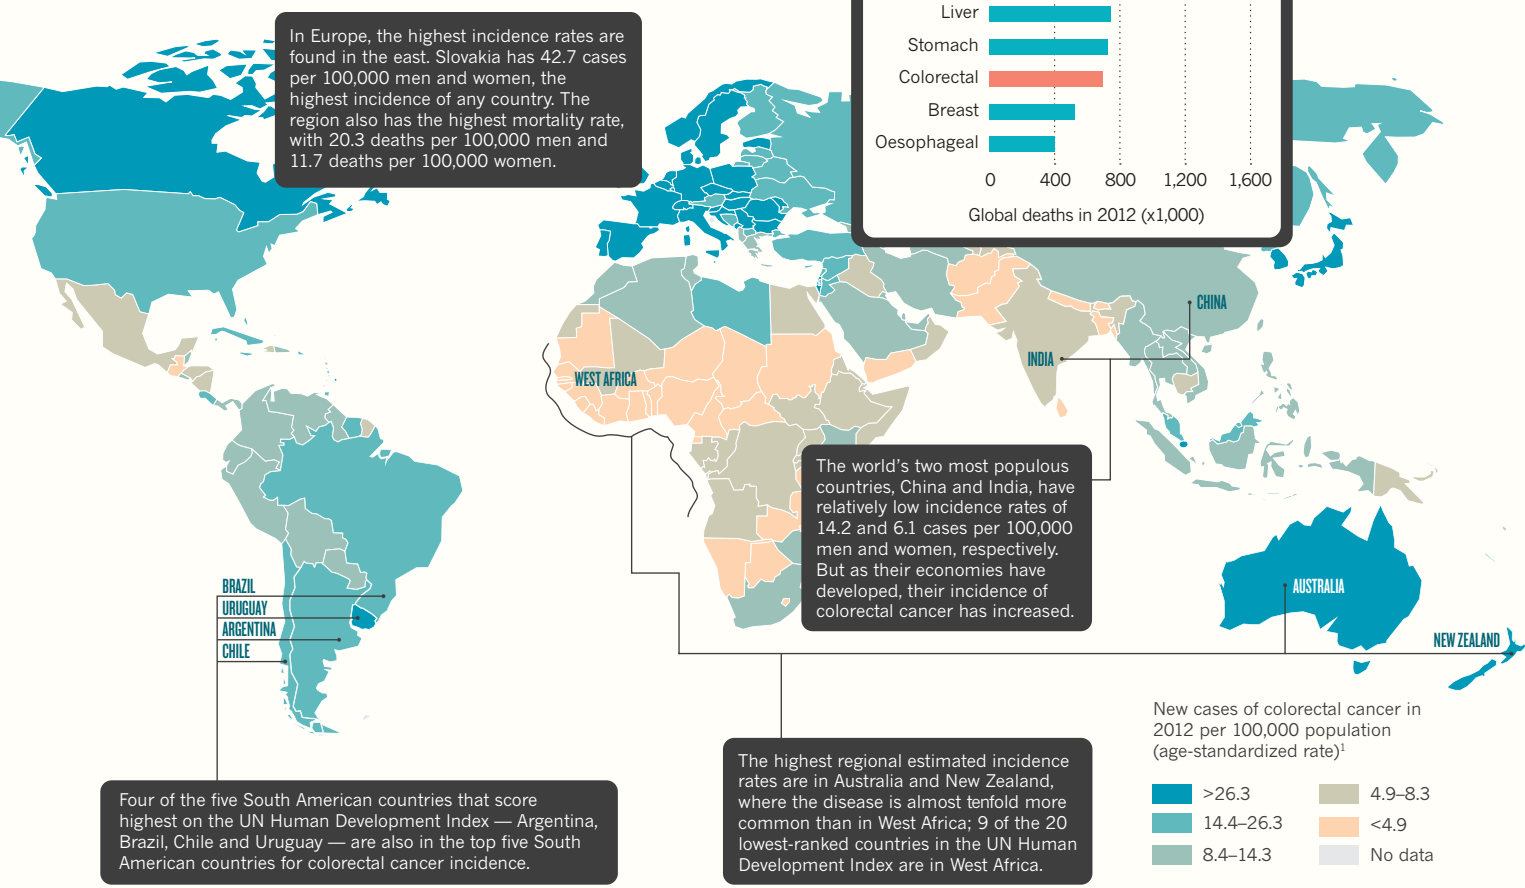 In Europe, the highest incidence rates are
found in the east. Slovakia has 42.7 cases
per 100,000 men and women, the
highest incidence of any country. The
region also has the highest mortality rate,
with 20.3 deaths per 100,000 men and
11.7 deaths per 100,000 women.
Liver
Stomach
Colorectal
Breast
Oesophageal
0 400 800 1,200 1,600
Global deaths in 2012 (x1,000)
CHINA
INDIA
WEST AFRICA
The world’s two most populous
countries, China and India, have
relatively low incidence rates of
14.2 and 6.1 cases per 100,000
men and women, respectively.
But as their economies have
developed, their incidence of
colorectal cancer has increased.
BRAZIL
URUGUAY
ARGENTINA
CHILE
AUSTRALIA
NEW ZEALAND
Four of the five South American countries that score
highest on the UN Human Development Index — Argentina,
Brazil, Chile and Uruguay — are also in the top five South
American countries for colorectal cancer incidence.
The highest regional estimated incidence
rates are in Australia and New Zealand,
where the disease is almost tenfold more
common than in West Africa; 9 of the 20
lowest-ranked countries in the UN Human
Development Index are in West Africa.
New cases of colorectal cancer in
2012 per 100,000 population
(age-standardized rate)¹
>26.3
14.4–26.3
8.4–14.3
4.9–8.3
<4.9
No data